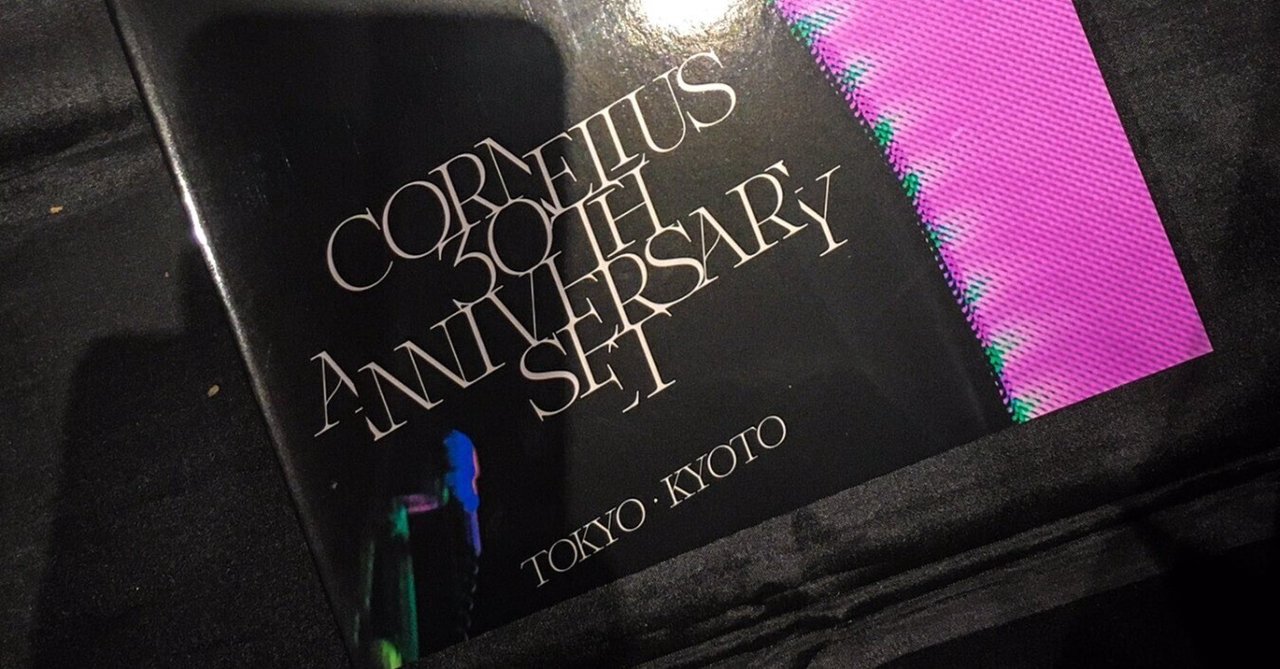 CORNELIUS
30TH
ANNIVERSARY
SET
TOKYO · KYOTO